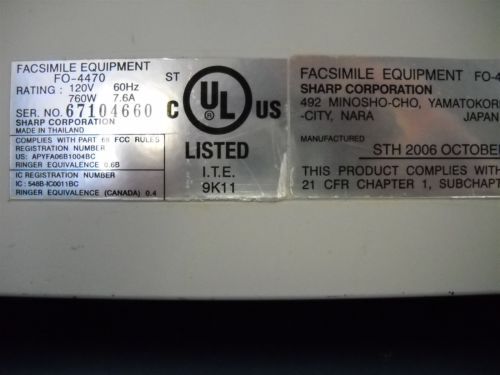 FACSIMILE EQUIPMENT
FO-4470 ST
RATING : 120V 60Hz
760W 7.6A
SER. NO. 67104660
SHARP CORPORATION
MADE IN THAILAND
COMPLIES WITH PART 68 FCC RULES
REGISTRATION NUMBER
US: APYFA06B1004BC
RINGER EQUIVALENT 0.6B
IC REGISTRATION NUMBER
IC : 548B-IC0011BC
RINGER EQUIVALENT (CANADA) 0.4
C UL US
®
LISTED
I.T.E.
9K11
FACSIMILE EQUIPMENT FO-4
SHARP CORPORATION
492 MINOSHO-CHO, YAMATOKORI
-CITY, NARA JAPAN
MANUFACTURED
STH 2006 OCTOBER
THIS PRODUCT COMPLIES WITH
21 CFR CHAPTER 1, SUBCHAPT